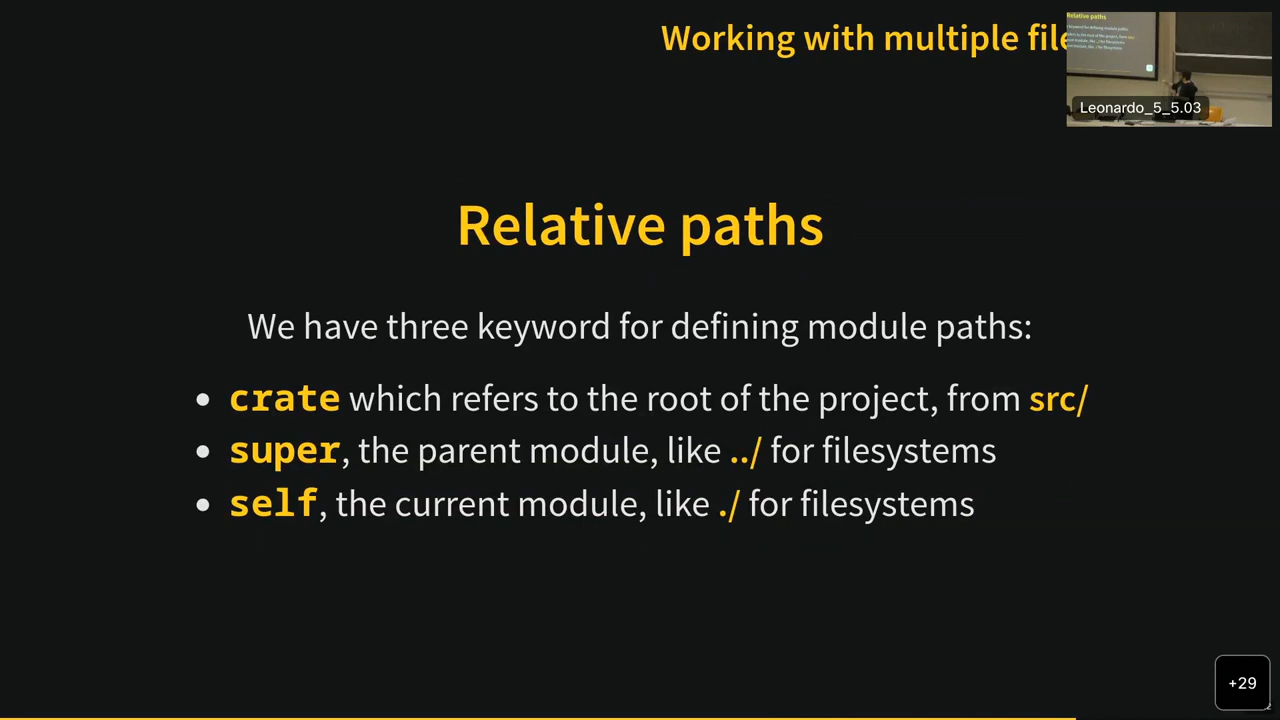 Working with multiple file
Leonardo_5_5.03
Relative paths
We have three keyword for defining module paths:
• crate which refers to the root of the project, from src/
• super, the parent module, like ../ for filesystems
• self, the current module, like ./ for filesystems
+29